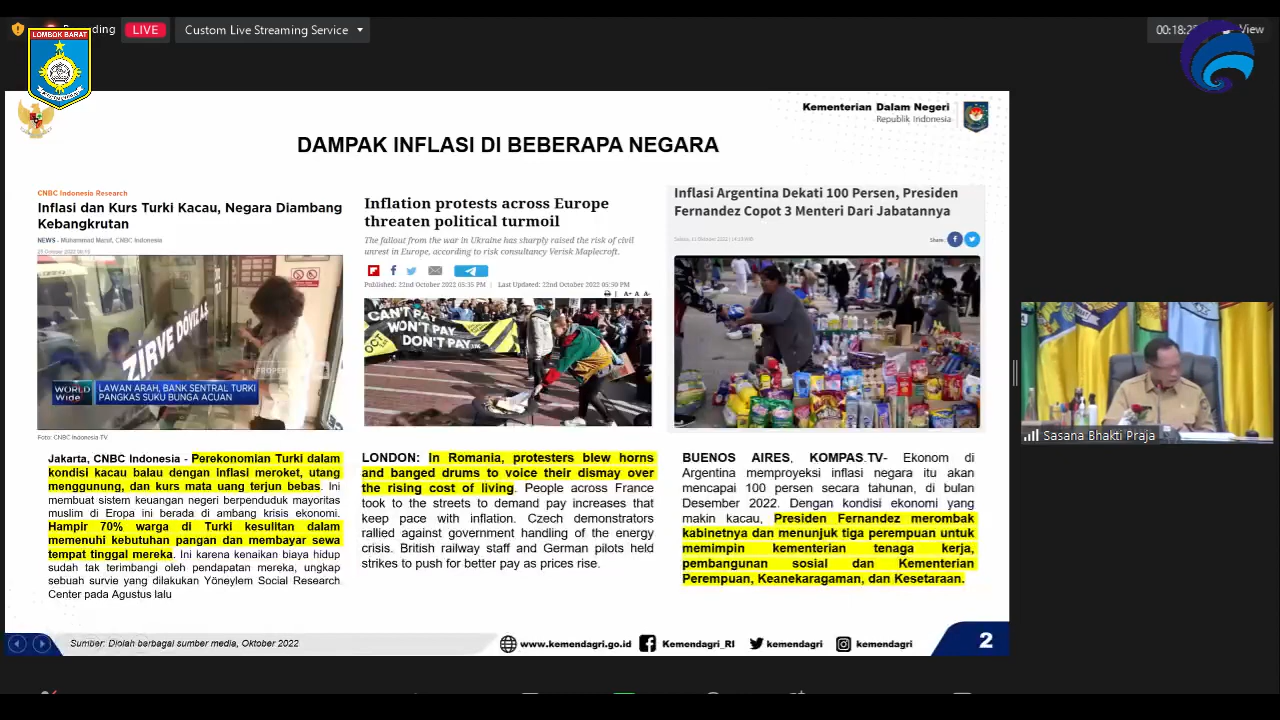 LIVE
Custom Live Streaming Service
View
LOMBOK BARAT
Kementerian Dalam Negeri
Republik Indonesia
DAMPAK INFLASI DI BEBERAPA NEGARA
CNBC Indonesia Research
Inflasi dan Kurs Turki Kacau, Negara Diambang
Kebangkrutan
NEWS - Muhammad Maruf, CNBC Indonesia
ZIRVE DÖVİZ A.Ş.
WORLD
Wide
LAWAN ARAH, BANK SENTRAL TURKI
PANGKAS SUKU BUNGA ACUAN
Foto: CNBC Indonesia TV
Jakarta, CNBC Indonesia - Perekonomian Turki dalam
kondisi kacau balau dengan inflasi meroket, utang
menggunung, dan kurs mata uang terjun bebas. Ini
membuat sistem keuangan negeri berpenduduk mayoritas
muslim di Eropa ini berada di ambang krisis ekonomi.
Hampir 70% warga di Turki kesulitan dalam
memenuhi kebutuhan pangan dan membayar sewa
tempat tinggal mereka. Ini karena kenaikan biaya hidup
sudah tak terimbangi oleh pendapatan mereka, ungkap
sebuah survie yang dilakukan Yöneylem Social Research
Center pada Agustus lalu
Inflation protests across Europe
threaten political turmoil
The fallout from the war in Ukraine has sharply raised the risk of civil
unrest in Europe, according to risk consultancy Verisk Maplecroft.
Published: 22nd October 2022 03:35 PM | Last Updated: 22nd October 2022 05:50 PM
A+ A A-
CAN'T PAY
WON'T PAY
DON'T PAY
LONDON: In Romania, protesters blew horns
and banged drums to voice their dismay over
the rising cost of living. People across France
took to the streets to demand pay increases that
keep pace with inflation. Czech demonstrators
rallied against government handling of the energy
crisis. British railway staff and German pilots held
strikes to push for better pay as prices rise.
Inflasi Argentina Dekati 100 Persen, Presiden
Fernandez Copot 3 Menteri Dari Jabatannya
Share :
BUENOS AIRES, KOMPAS.TV- Ekonom di
Argentina memproyeksi inflasi negara itu akan
mencapai 100 persen secara tahunan, di bulan
Desember 2022. Dengan kondisi ekonomi yang
makin kacau, Presiden Fernandez merombak
kabinetnya dan menunjuk tiga perempuan untuk
memimpin kementerian tenaga kerja,
pembangunan sosial dan Kementerian
Perempuan, Keanekaragaman, dan Kesetaraan.
Sasana Bhakti Praja
Sumber: Diolah berbagai sumber media, Oktober 2022
www.kemendagri.go.id
Kemendagri_RI
kemendagri
kemendagri
2